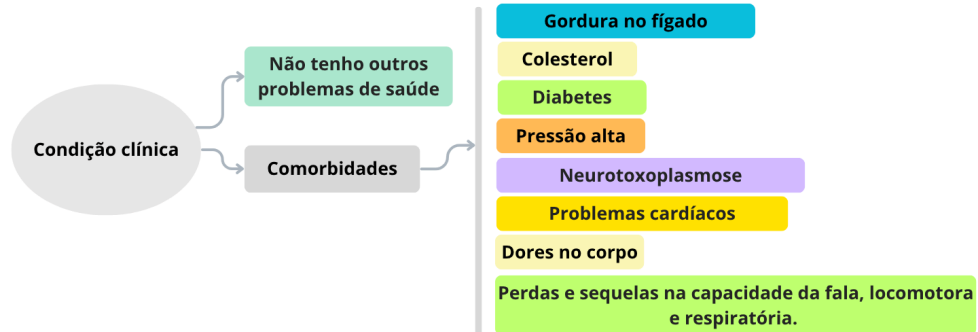 Condição clínica
Não tenho outros
problemas de saúde
Comorbidades
Gordura no fígado
Colesterol
Diabetes
Pressão alta
Neurotoxoplasmose
Problemas cardíacos
Dores no corpo
Perdas e sequelas na capacidade da fala, locomotora
e respiratória.